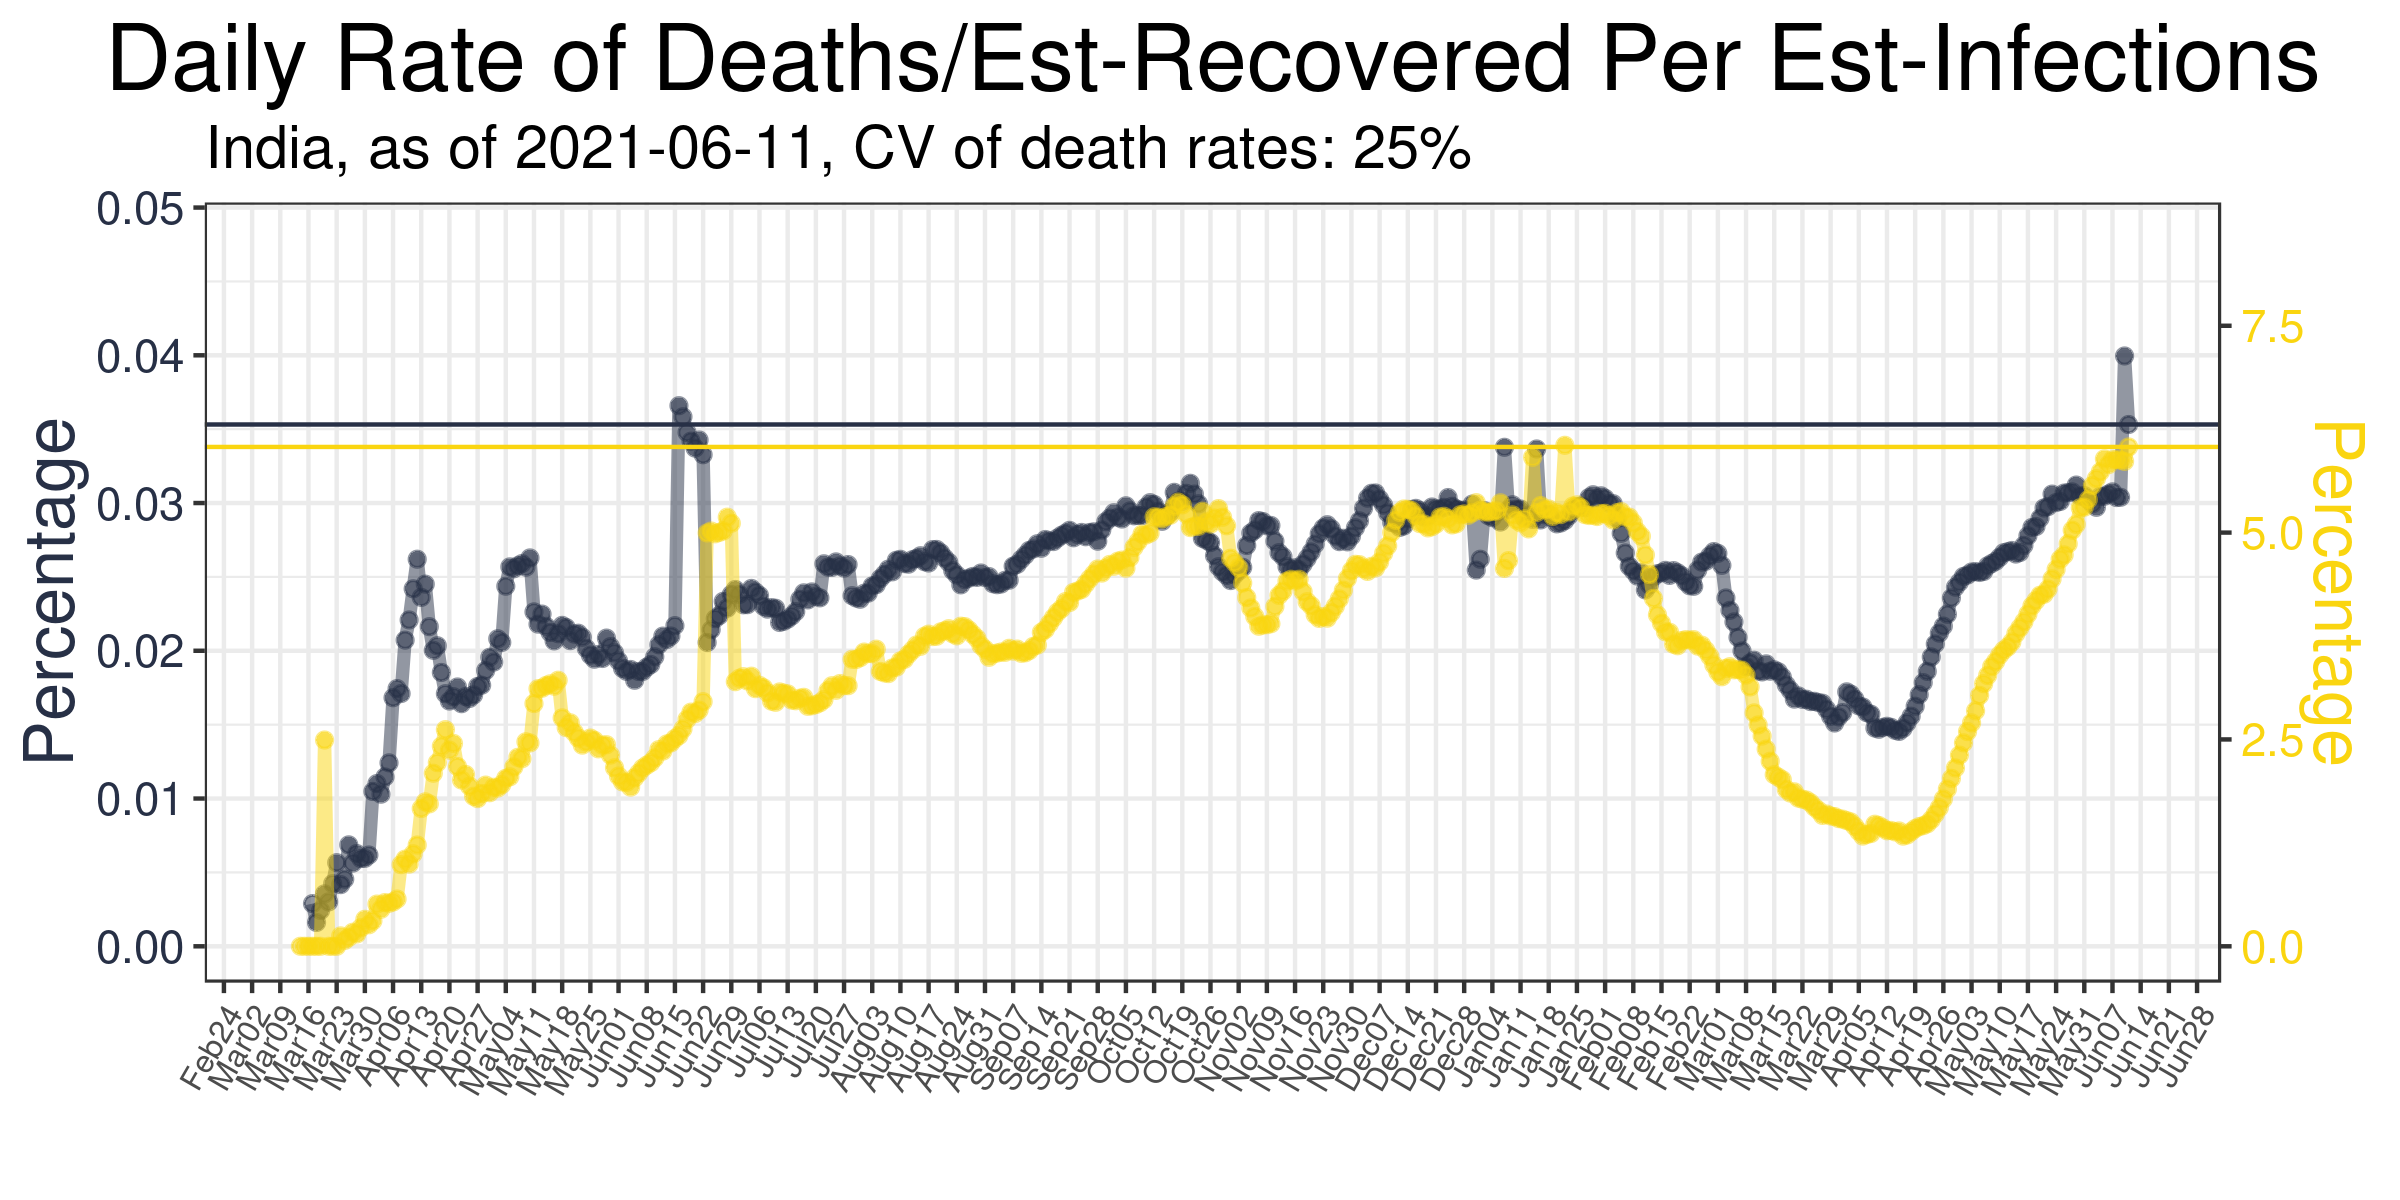 Daily Rate of Deaths/Est-Recovered Per Est-Infections
India, as of 2021-06-11, CV of death rates: 25%
Percentage
0.05
0.04
0.03
0.02
0.01
0.00
7.5
5.0
2.5
0.0
Percentage
Feb24
Mar02
Mar09
Mar16
Mar23
Mar30
Apr06
Apr13
Apr20
Apr27
May04
May11
May18
May25
Jun01
Jun08
Jun15
Jun22
Jun29
Jul06
Jul13
Jul20
Jul27
Aug03
Aug10
Aug17
Aug24
Aug31
Sep07
Sep14
Sep21
Sep28
Oct05
Oct12
Oct19
Oct26
Nov02
Nov09
Nov16
Nov23
Nov30
Dec07
Dec14
Dec21
Dec28
Jan04
Jan11
Jan18
Jan25
Feb01
Feb08
Feb15
Feb22
Mar01
Mar08
Mar15
Mar22
Mar29
Apr05
Apr12
Apr19
Apr26
May03
May10
May17
May24
May31
Jun07
Jun14
Jun21
Jun28